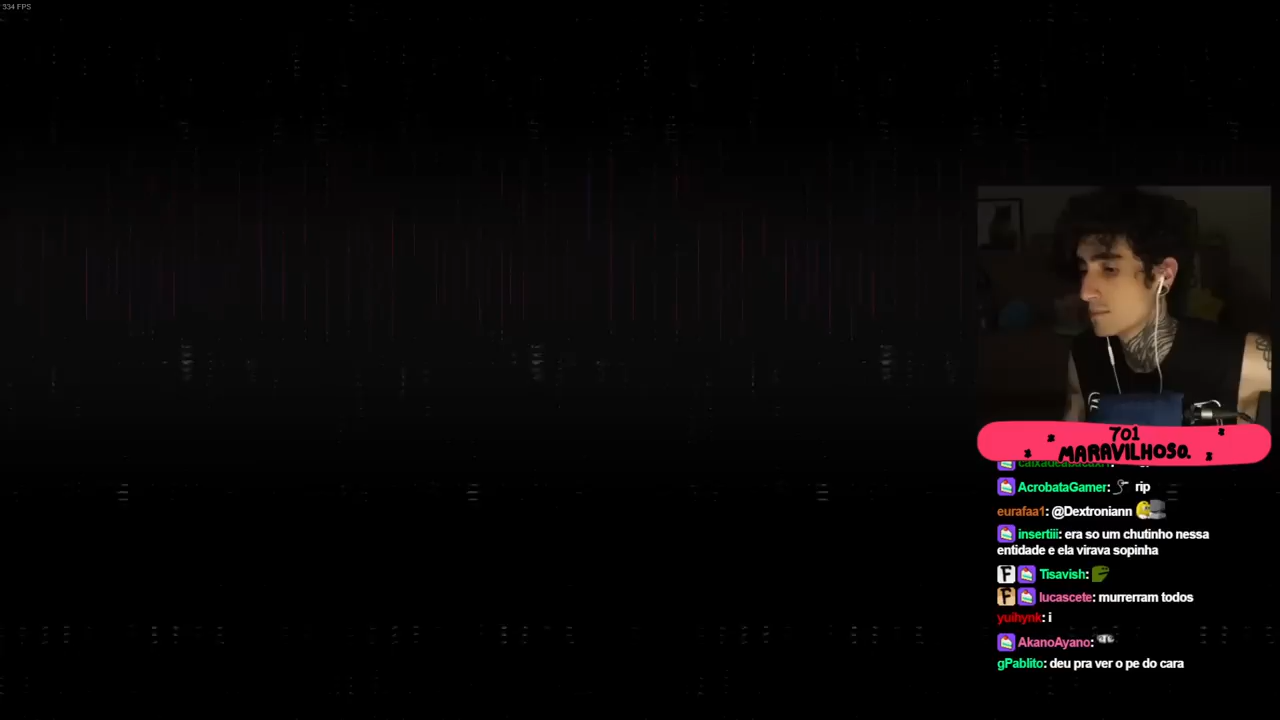 334 FPS
701
MARAVILHOSO.
AcrobataGamer: rip
eurafaa1: @Dextroniann
insertiii: era so um chutinho nessa
entidade e ela virava sopinha
F Tisavish:
F lucascete: murrerram todos
yuihynk: i
AkanoAyano:
gPablito: deu pra ver o pe do cara